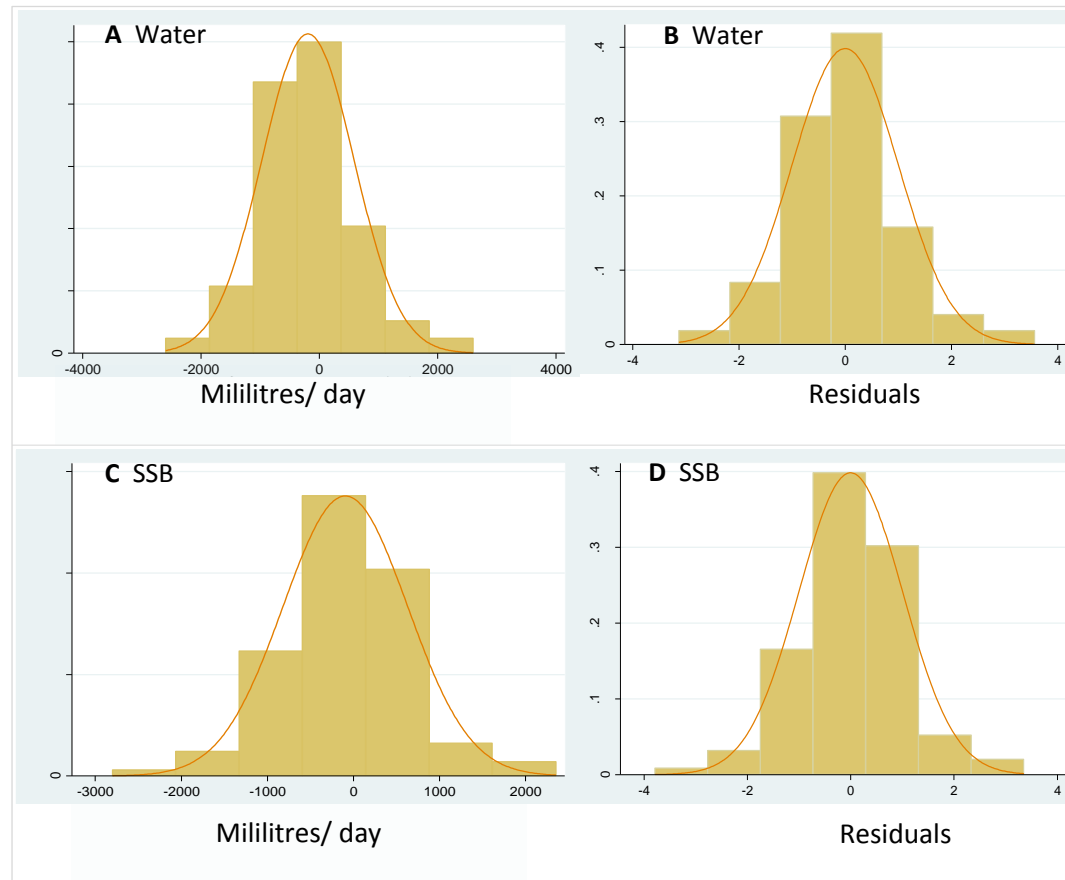 A Water
0
-4000 -2000 0 2000 4000
Mililitres/ day
B Water
.4
.3
.2
.1
0
-4 -2 0 2 4
Residuals
C SSB
0
-3000 -2000 -1000 0 1000 2000
Mililitres/ day
D SSB
.4
.3
.2
.1
0
-4 -2 0 2 4
Residuals